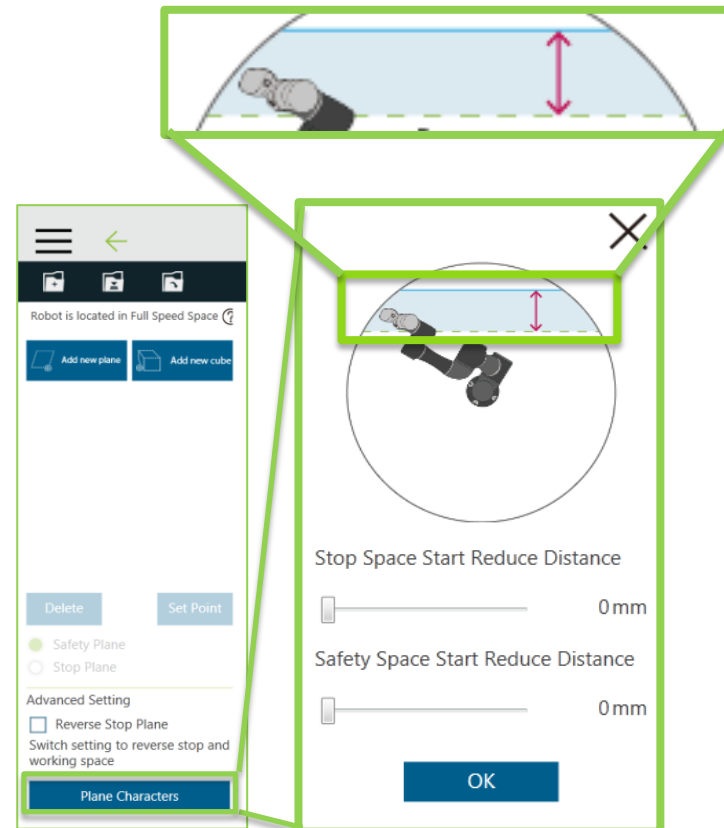 Robot is located in Full Speed Space ?
Add new plane
Add new cube
Delete
Set Point
Safety Plane
Stop Plane
Advanced Setting
Reverse Stop Plane
Switch setting to reverse stop and
working space
Plane Characters
Stop Space Start Reduce Distance
0 mm
Safety Space Start Reduce Distance
0 mm
OK